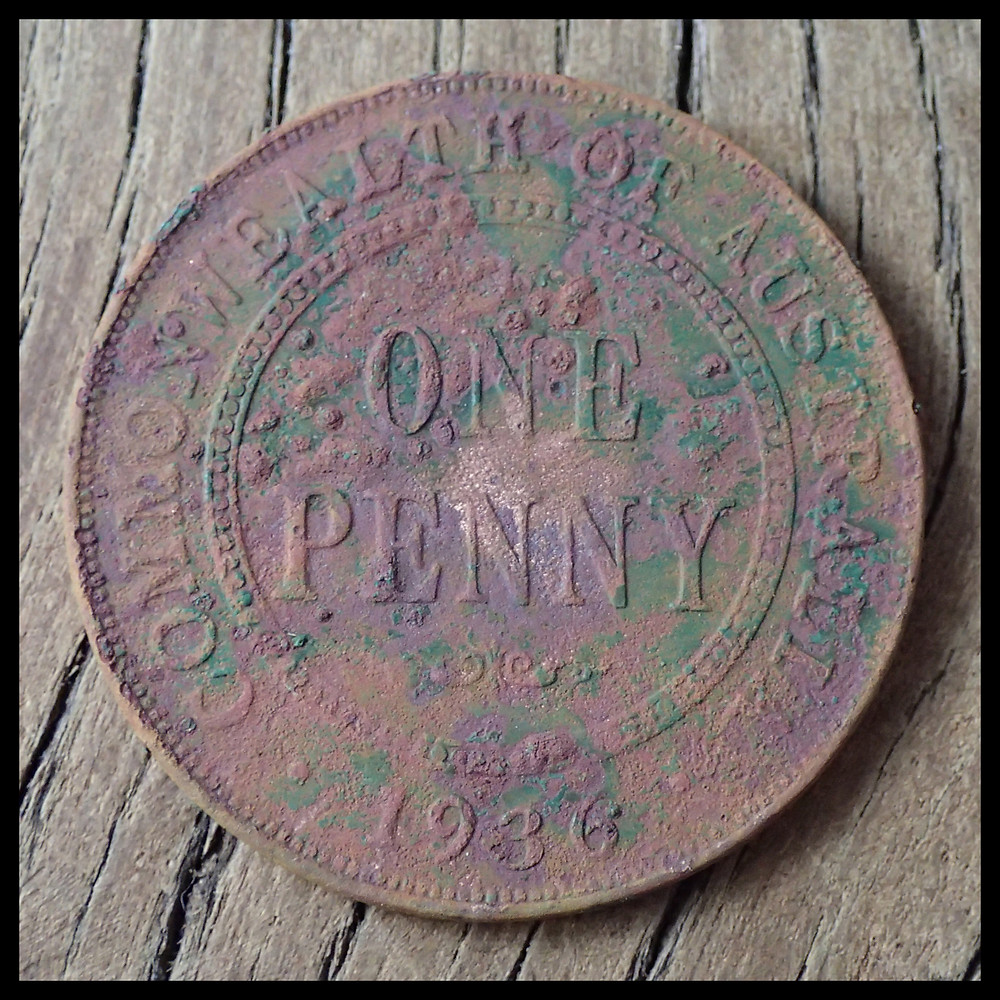 COMMONWEALTH OF AUSTRALIA
ONE
PENNY
1936